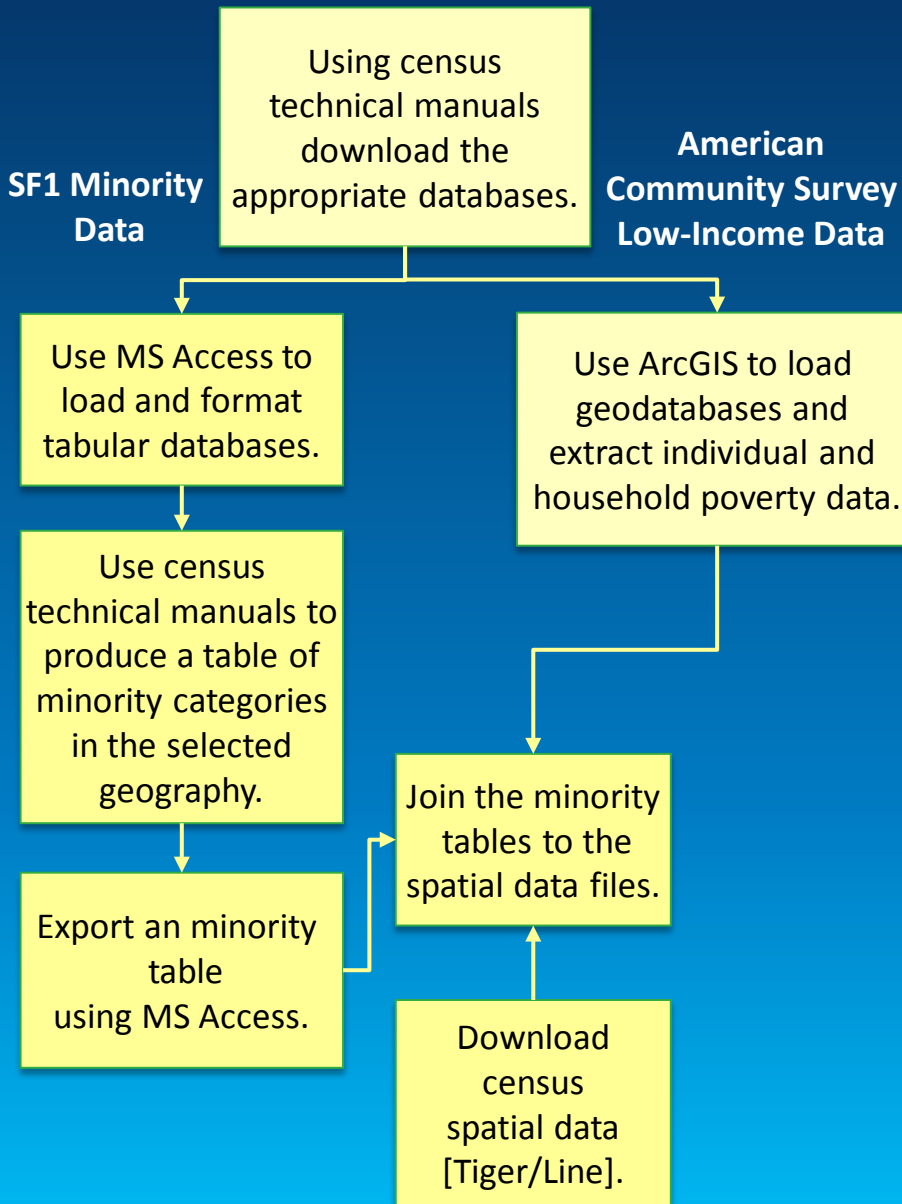 Using census
technical manuals
download the
appropriate databases.
SF1 Minority
Data
American
Community Survey
Low-Income Data
Use MS Access to
load and format
tabular databases.
Use ArcGIS to load
geodatabases and
extract individual and
household poverty data.
Use census
technical manuals to
produce a table of
minority categories
in the selected
geography.
Join the minority
tables to the
spatial data files.
Export an minority
table
using MS Access.
Download
census
spatial data
[Tiger/Line].